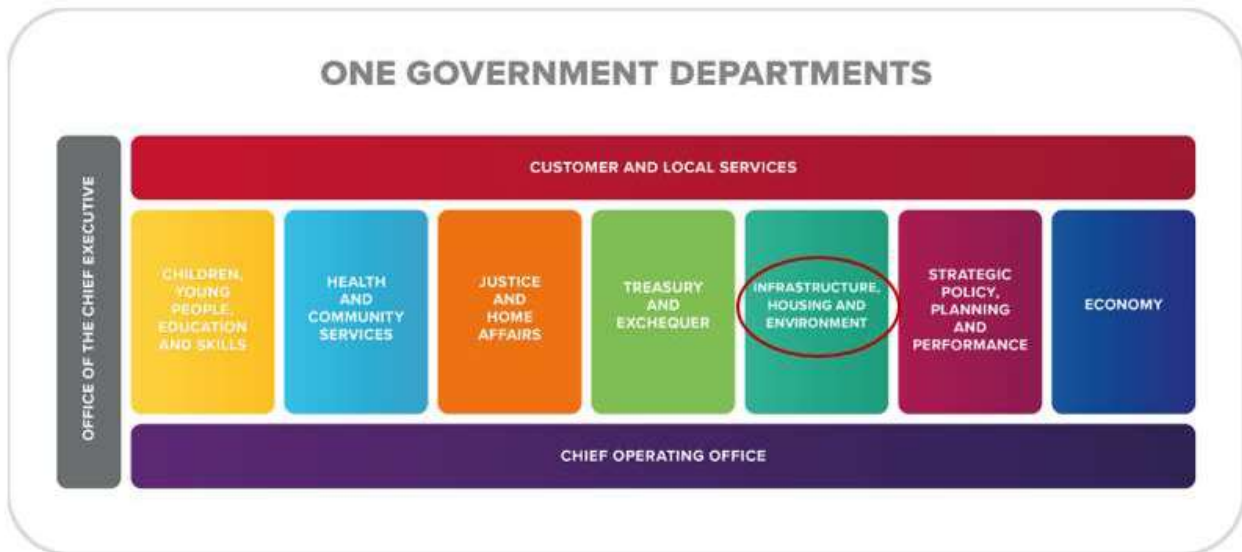 ONE GOVERNMENT DEPARTMENTS
OFFICE OF THE CHIEF EXECUTIVE
CUSTOMER AND LOCAL SERVICES
CHILDREN,
YOUNG
PEOPLE,
EDUCATION
AND SKILLS
HEALTH
AND
COMMUNITY
SERVICES
JUSTICE
AND
HOME
AFFAIRS
TREASURY
AND
EXCHEQUER
INFRASTRUCTURE,
HOUSING AND
ENVIRONMENT
STRATEGIC
POLICY,
PLANNING
AND
PERFORMANCE
ECONOMY
CHIEF OPERATING OFFICE